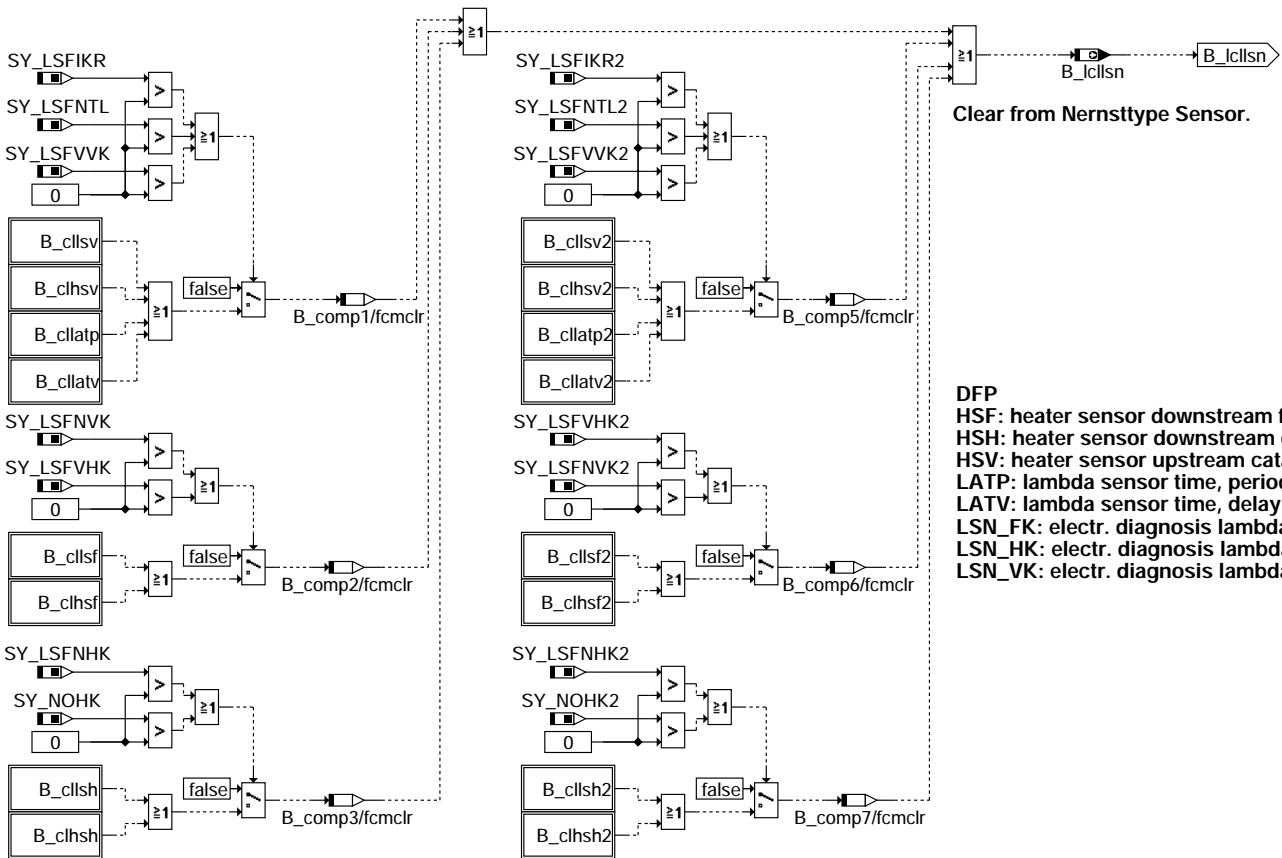 ≧1
SY_LSFIKR
>
SY_LSFNTL
>
≧1
SY_LSFVVK
>
0
B_cllsv
B_clhsv
≧1
false
B_comp1/fcmclr
B_cllatp
B_cllatv
SY_LSFNVK
>
SY_LSFVHK
≧1
>
0
B_cllsf
≧1
false
B_comp2/fcmclr
B_clhsf
SY_LSFNHK
>
SY_NOHK
≧1
>
0
B_cllsh
≧1
false
B_comp3/fcmclr
B_clhsh
SY_LSFIKR2
>
SY_LSFNTL2
>
≧1
SY_LSFVVK2
>
0
B_cllsv2
B_clhsv2
≧1
false
B_comp5/fcmclr
B_cllatp2
B_cllatv2
SY_LSFVHK2
>
SY_LSFNVK2
≧1
>
0
B_cllsf2
≧1
false
B_comp6/fcmclr
B_clhsf2
SY_LSFNHK2
>
SY_NOHK2
≧1
>
0
B_cllsh2
≧1
false
B_comp7/fcmclr
B_clhsh2
≧1
B_lcllsn
B_lcllsn
Clear from Nernsttype Sensor.
DFP
HSF: heater sensor downstream
HSH: heater sensor downstream
HSV: heater sensor upstream
LATP: lambda sensor time,
LATV: lambda sensor time, delay
LSN_FK: electr. diagnosis
LSN_HK: electr. diagnosis
LSN_VK: electr. diagnosis